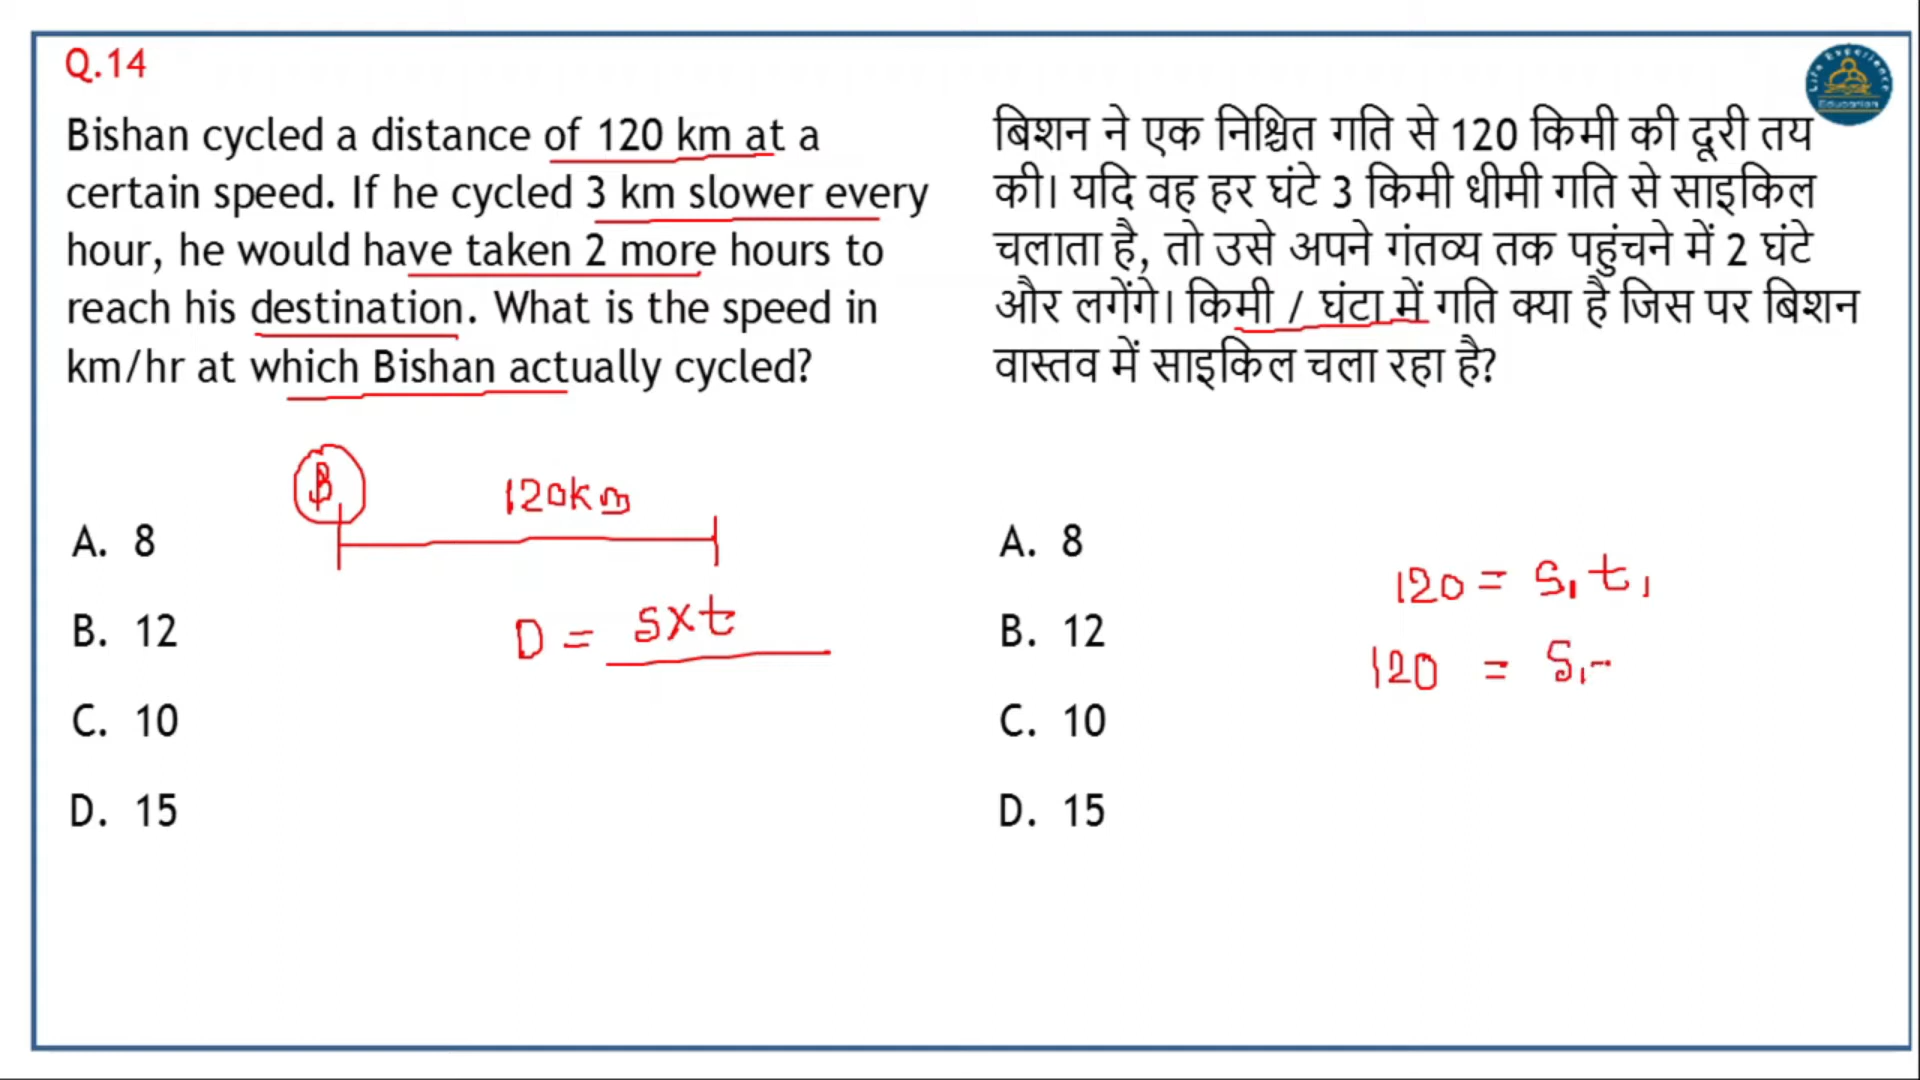 Q.14
Life Experience
Education
Bishan cycled a distance of 120 km at a
certain speed. If he cycled 3 km slower every
hour, he would have taken 2 more hours to
reach his destination. What is the speed in
km/hr at which Bishan actually cycled?
बिशन ने एक निश्चित गति से 120 किमी की दूरी तय
की। यदि वह हर घंटे 3 किमी धीमी गति से साइकिल
चलाता है, तो उसे अपने गंतव्य तक पहुंचने में 2 घंटे
और लगेंगे। किमी / घंटा में गति क्या है जिस पर बिशन
वास्तव में साइकिल चला रहा है?
B
120km
D = s×t
A. 8
B. 12
C. 10
D. 15
A. 8
B. 12
C. 10
D. 15
120 = S₁t₁
120 = S₁-